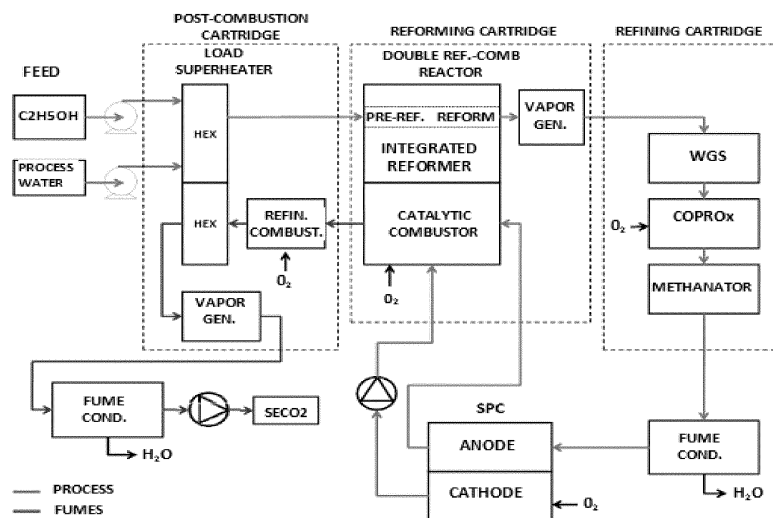 POST-COMBUSTION
CARTRIDGE
LOAD
SUPERHEATER
REFORMING CARTRIDGE
DOUBLE REF.-COMB
REACTOR
REFINING CARTRIDGE
FEED
C2H5OH
PROCESS
WATER
HEX
HEX
REFIN.
COMBUST.
O₂
VAPOR
GEN.
PRE-REF. REFORM
INTEGRATED
REFORMER
CATALYTIC
COMBUSTOR
O₂
VAPOR
GEN.
WGS
O₂
COPROx
METHANATOR
FUME
COND.
H₂O
SECO2
SPC
ANODE
CATHODE
O₂
FUME
COND.
H₂O
PROCESS
FUMES